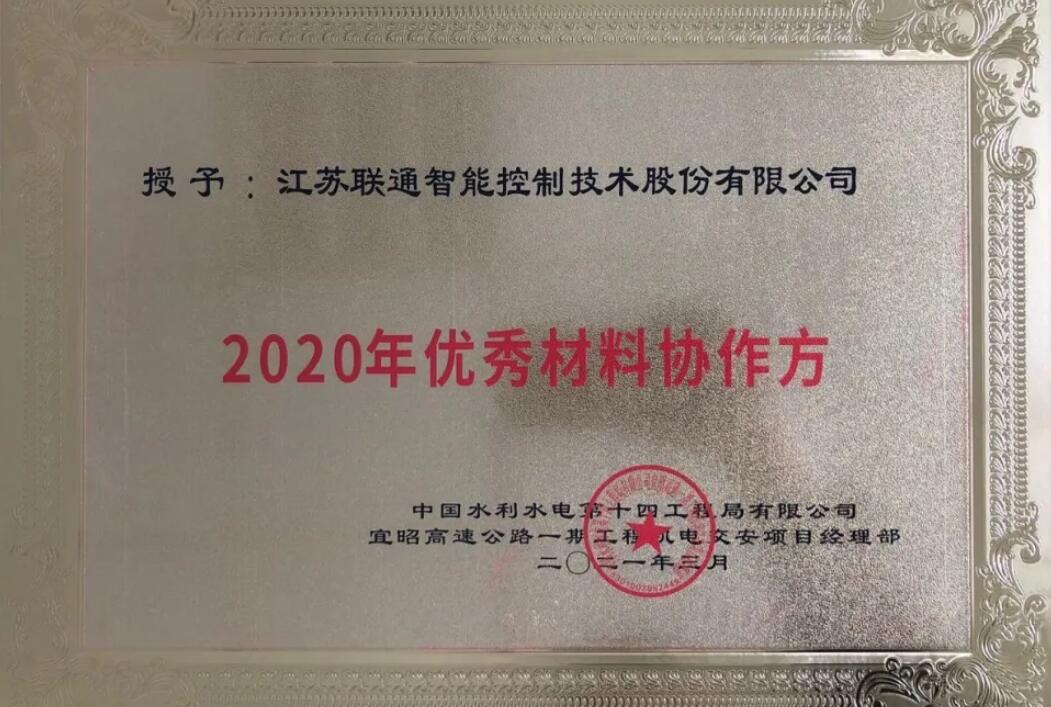 授予：江苏联通智能控制技术股份有限公司
2020年优秀材料协作方
中国水利水电第十四工程局有限公司
宜昭高速公路一期工程机电交安项目经理部
二〇二一年三月